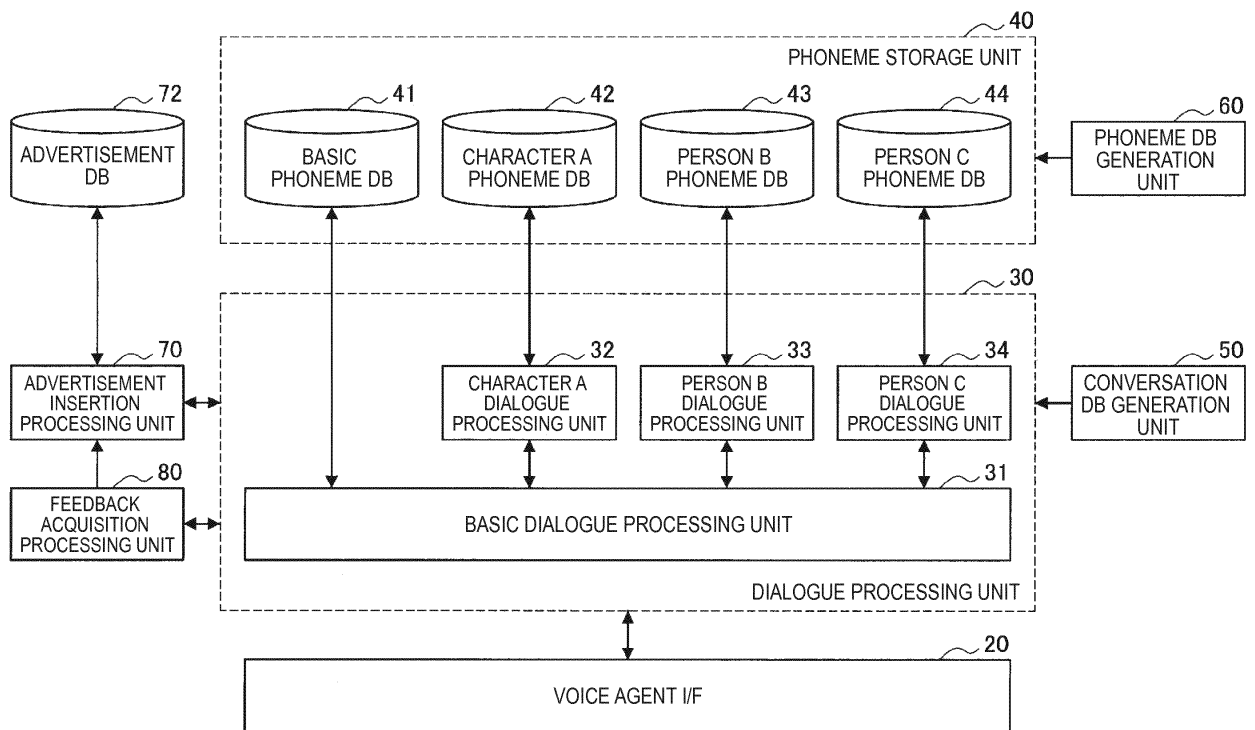 40
PHONEME STORAGE UNIT
72
41
42
43
44
60
ADVERTISEMENT
DB
BASIC
PHONEME DB
CHARACTER A
PHONEME DB
PERSON B
PHONEME DB
PERSON C
PHONEME DB
PHONEME DB
GENERATION
UNIT
30
70
32
33
34
50
ADVERTISEMENT
INSERTION
PROCESSING UNIT
CHARACTER A
DIALOGUE
PROCESSING UNIT
PERSON B
DIALOGUE
PROCESSING UNIT
PERSON C
DIALOGUE
PROCESSING UNIT
CONVERSATION
DB GENERATION
UNIT
80
31
FEEDBACK
ACQUISITION
PROCESSING UNIT
BASIC DIALOGUE PROCESSING UNIT
DIALOGUE PROCESSING UNIT
20
VOICE AGENT I/F